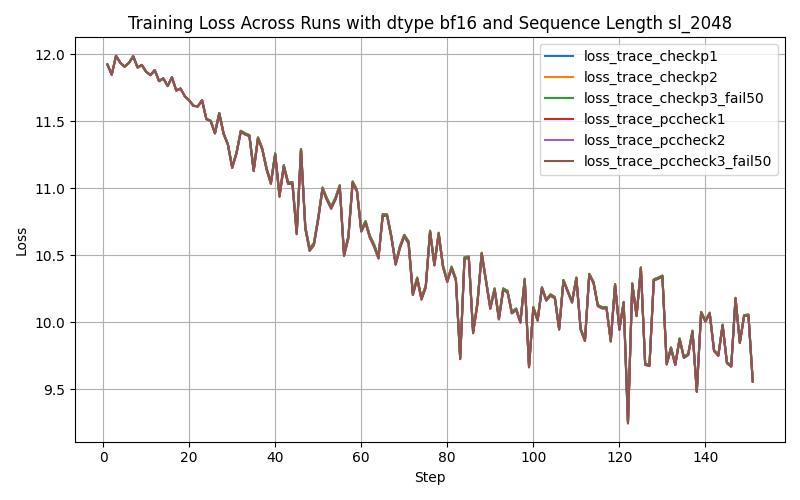 Training Loss Across Runs with dtype bf16 and Sequence Length sl_2048
loss_trace_checkp1
loss_trace_checkp2
loss_trace_checkp3_fail50
loss_trace_pccheck1
loss_trace_pccheck2
loss_trace_pccheck3_fail50
Loss
12.0
11.5
11.0
10.5
10.0
9.5
0 20 40 60 80 100 120 140
Step